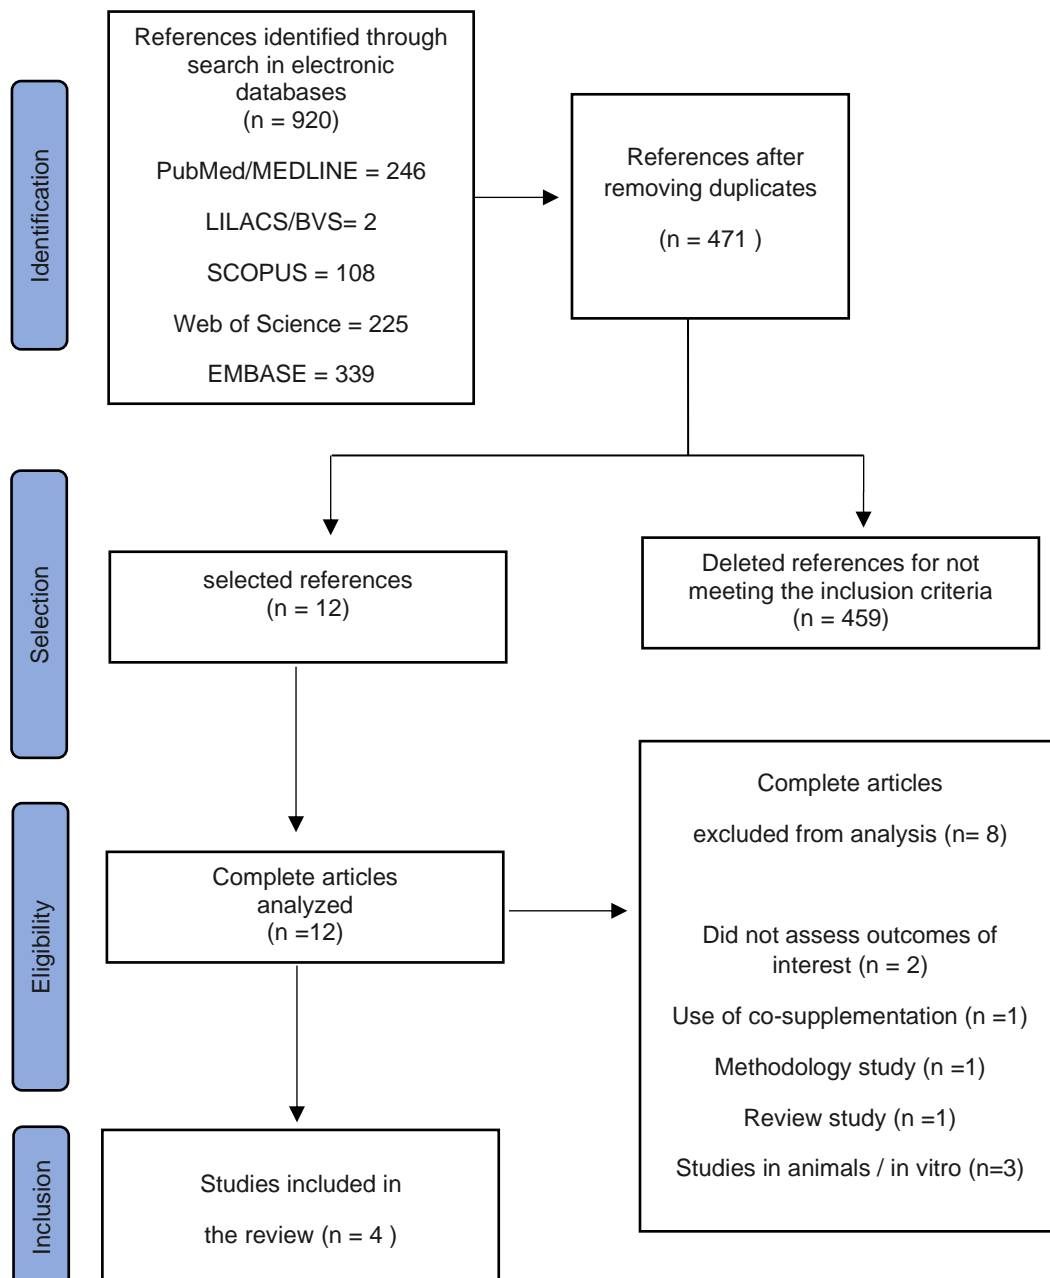 Identification
References identified through
search in electronic
databases
(n = 920)
PubMed/MEDLINE = 246
LILACS/BVS= 2
SCOPUS = 108
Web of Science = 225
EMBASE = 339
References after
removing duplicates
(n = 471 )
Selection
selected references
(n = 12)
Deleted references for not
meeting the inclusion criteria
(n = 459)
Eligibility
Complete articles
analyzed
(n =12)
Complete articles
excluded from analysis (n= 8)
Did not assess outcomes of
interest (n = 2)
Use of co-supplementation (n =1)
Methodology study (n =1)
Review study (n =1)
Studies in animals / in vitro (n=3)
Inclusion
Studies included in
the review (n = 4 )